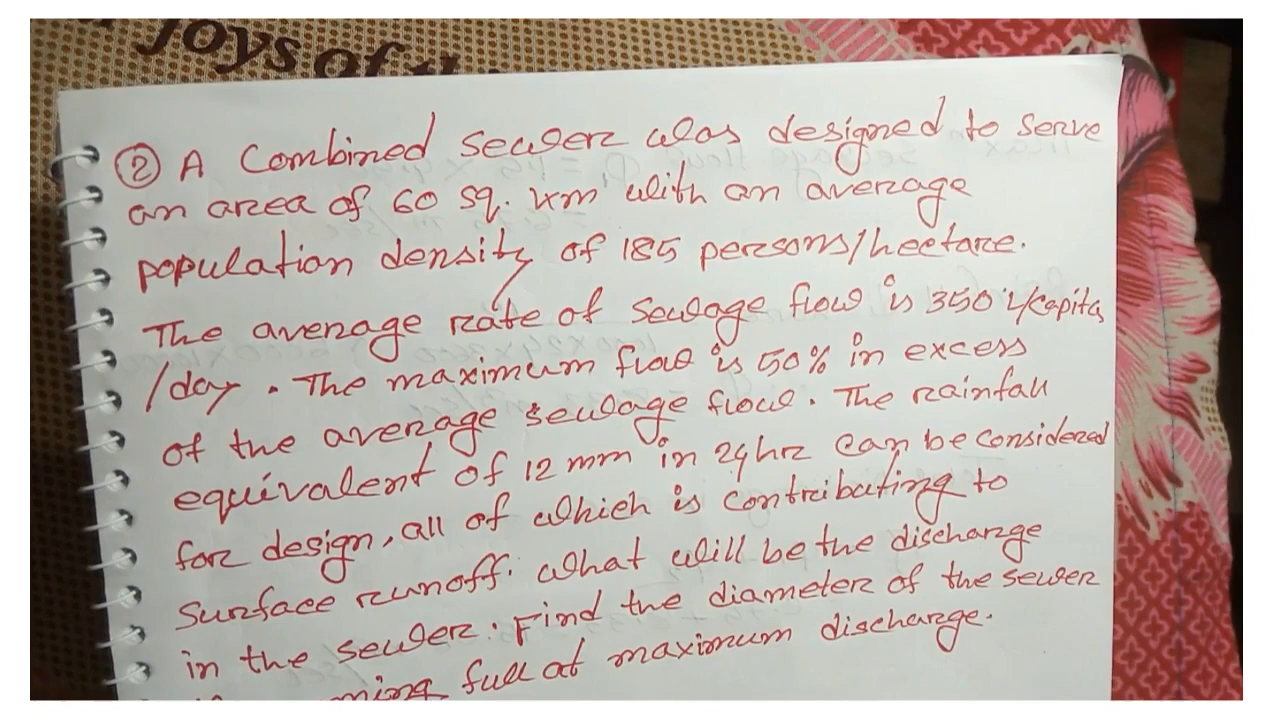 Joys of th
② A Combined Sewer was designed to serve
an area of 60 sq. km with an average
population density of 185 persons/hectare.
The average rate of sewage flow is 350 L/Capita
/day. The maximum flow is 50% in excess
of the average sewage flow. The rainfall
equivalent of 12 mm in 24 hr can be considered
for design, all of which is contributing to
surface runoff. What will be the discharge
in the sewer. Find the diameter of the sewer
full at maximum discharge.